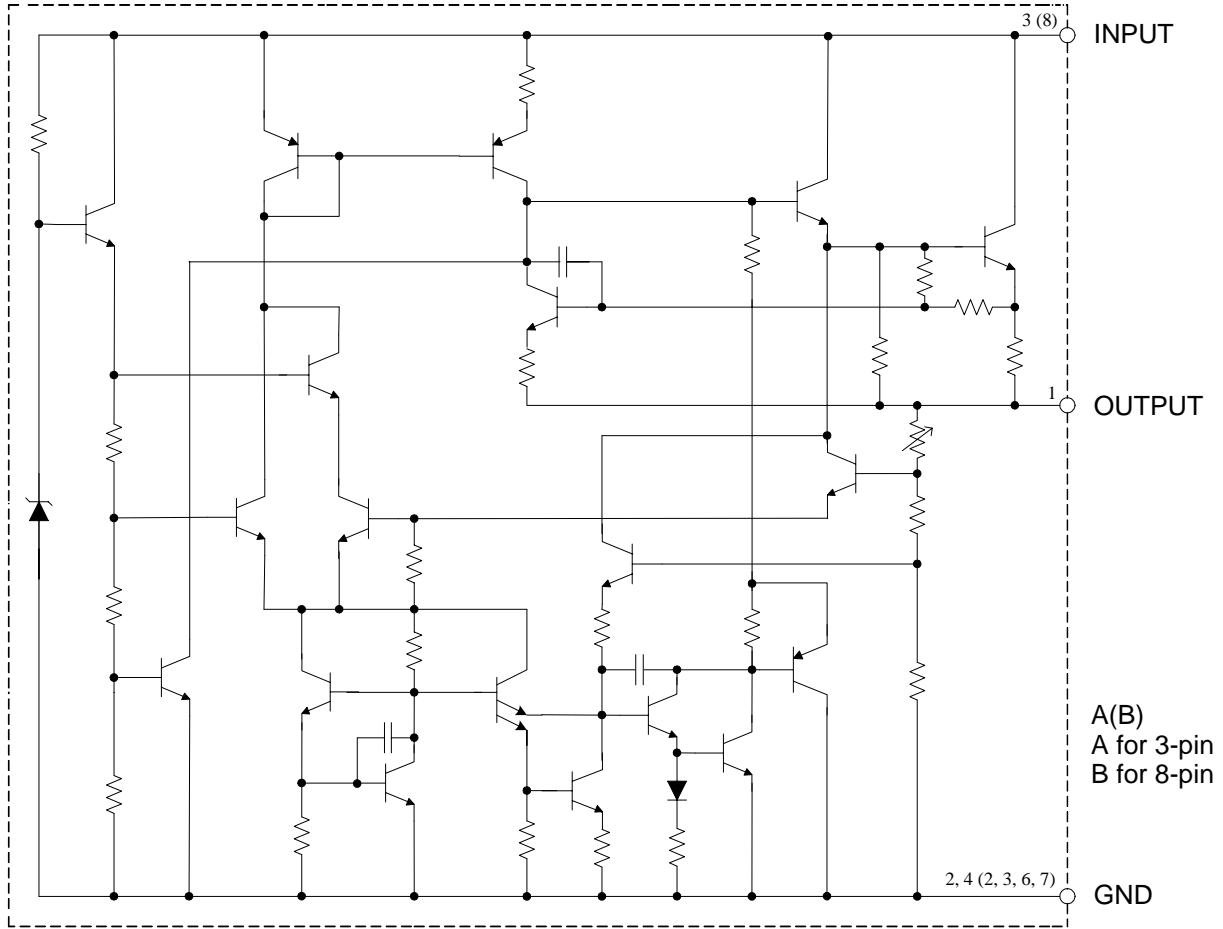 3 (8)
INPUT
1
OUTPUT
A(B)
A for 3-pin
B for 8-pin
2, 4 (2, 3, 6, 7)
GND